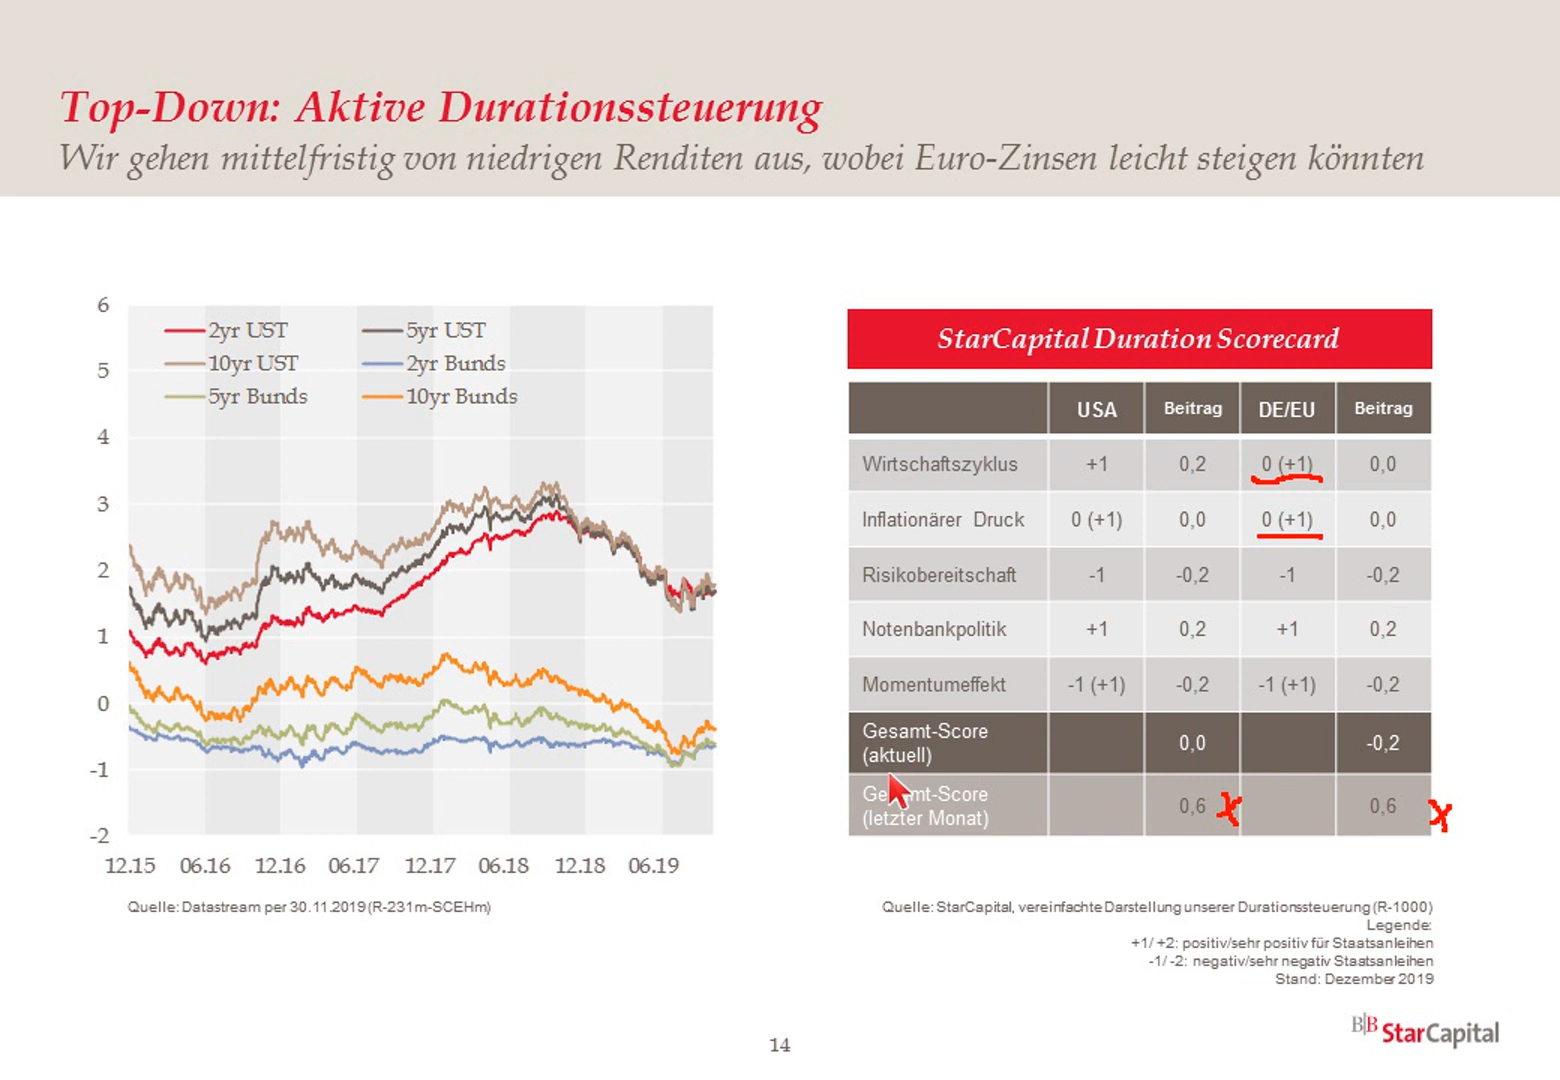 Top-Down: Aktive Durationssteuerung
Wir gehen mittelfristig von niedrigen Renditen aus, wobei Euro-Zinsen leicht steigen könnten
6
5
4
3
2
1
0
-1
-2
2yr UST 5yr UST
10yr UST 2yr Bunds
5yr Bunds 10yr Bunds
12.15 06.16 12.16 06.17 12.17 06.18 12.18 06.19
Quelle: Datastream per 30.11.2019 (R-231m-SCEHm)
StarCapital Duration Scorecard
USA Beitrag DE/EU Beitrag
Wirtschaftszyklus +1 0,2 0 (+1) 0,0
Inflationärer Druck 0 (+1) 0,0 0 (+1) 0,0
Risikobereitschaft -1 -0,2 -1 -0,2
Notenbankpolitik +1 0,2 +1 0,2
Momentumeffekt -1 (+1) -0,2 -1 (+1) -0,2
Gesamt-Score
(aktuell) 0,0 -0,2
Gesamt-Score
(letzter Monat) 0,6 0,6
Quelle: StarCapital, vereinfachte Darstellung unserer Durationssteuerung (R-1000)
Legende:
+1/ +2: positiv/sehr positiv für Staatsanleihen
-1/ -2: negativ/sehr negativ Staatsanleihen
Stand: Dezember 2019
B|B StarCapital
14